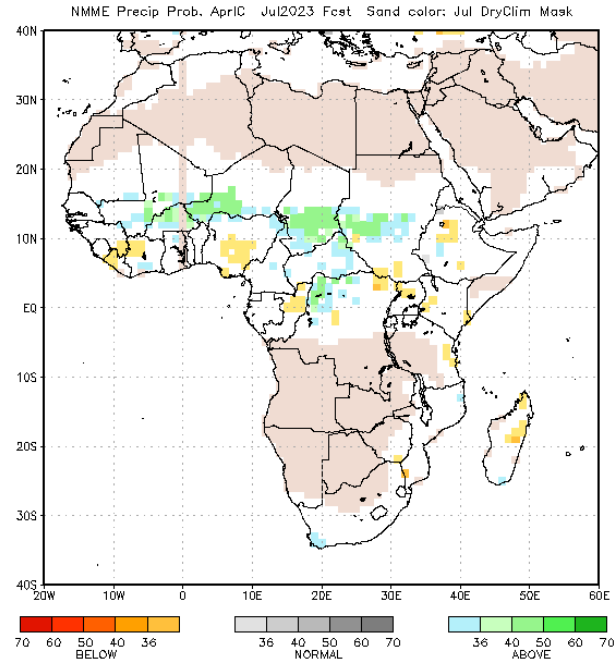 NMME Precip Prob. AprIC Jul2023 Fcst Sand color: Jul DryClim Mask
40N
30N
20N
10N
EQ
10S
20S
30S
40S
20W 10W 0 10E 20E 30E 40E 50E 60E
70 60 50 40 36 36 40 50 60 70 36 40 50 60 70
BELOW NORMAL ABOVE